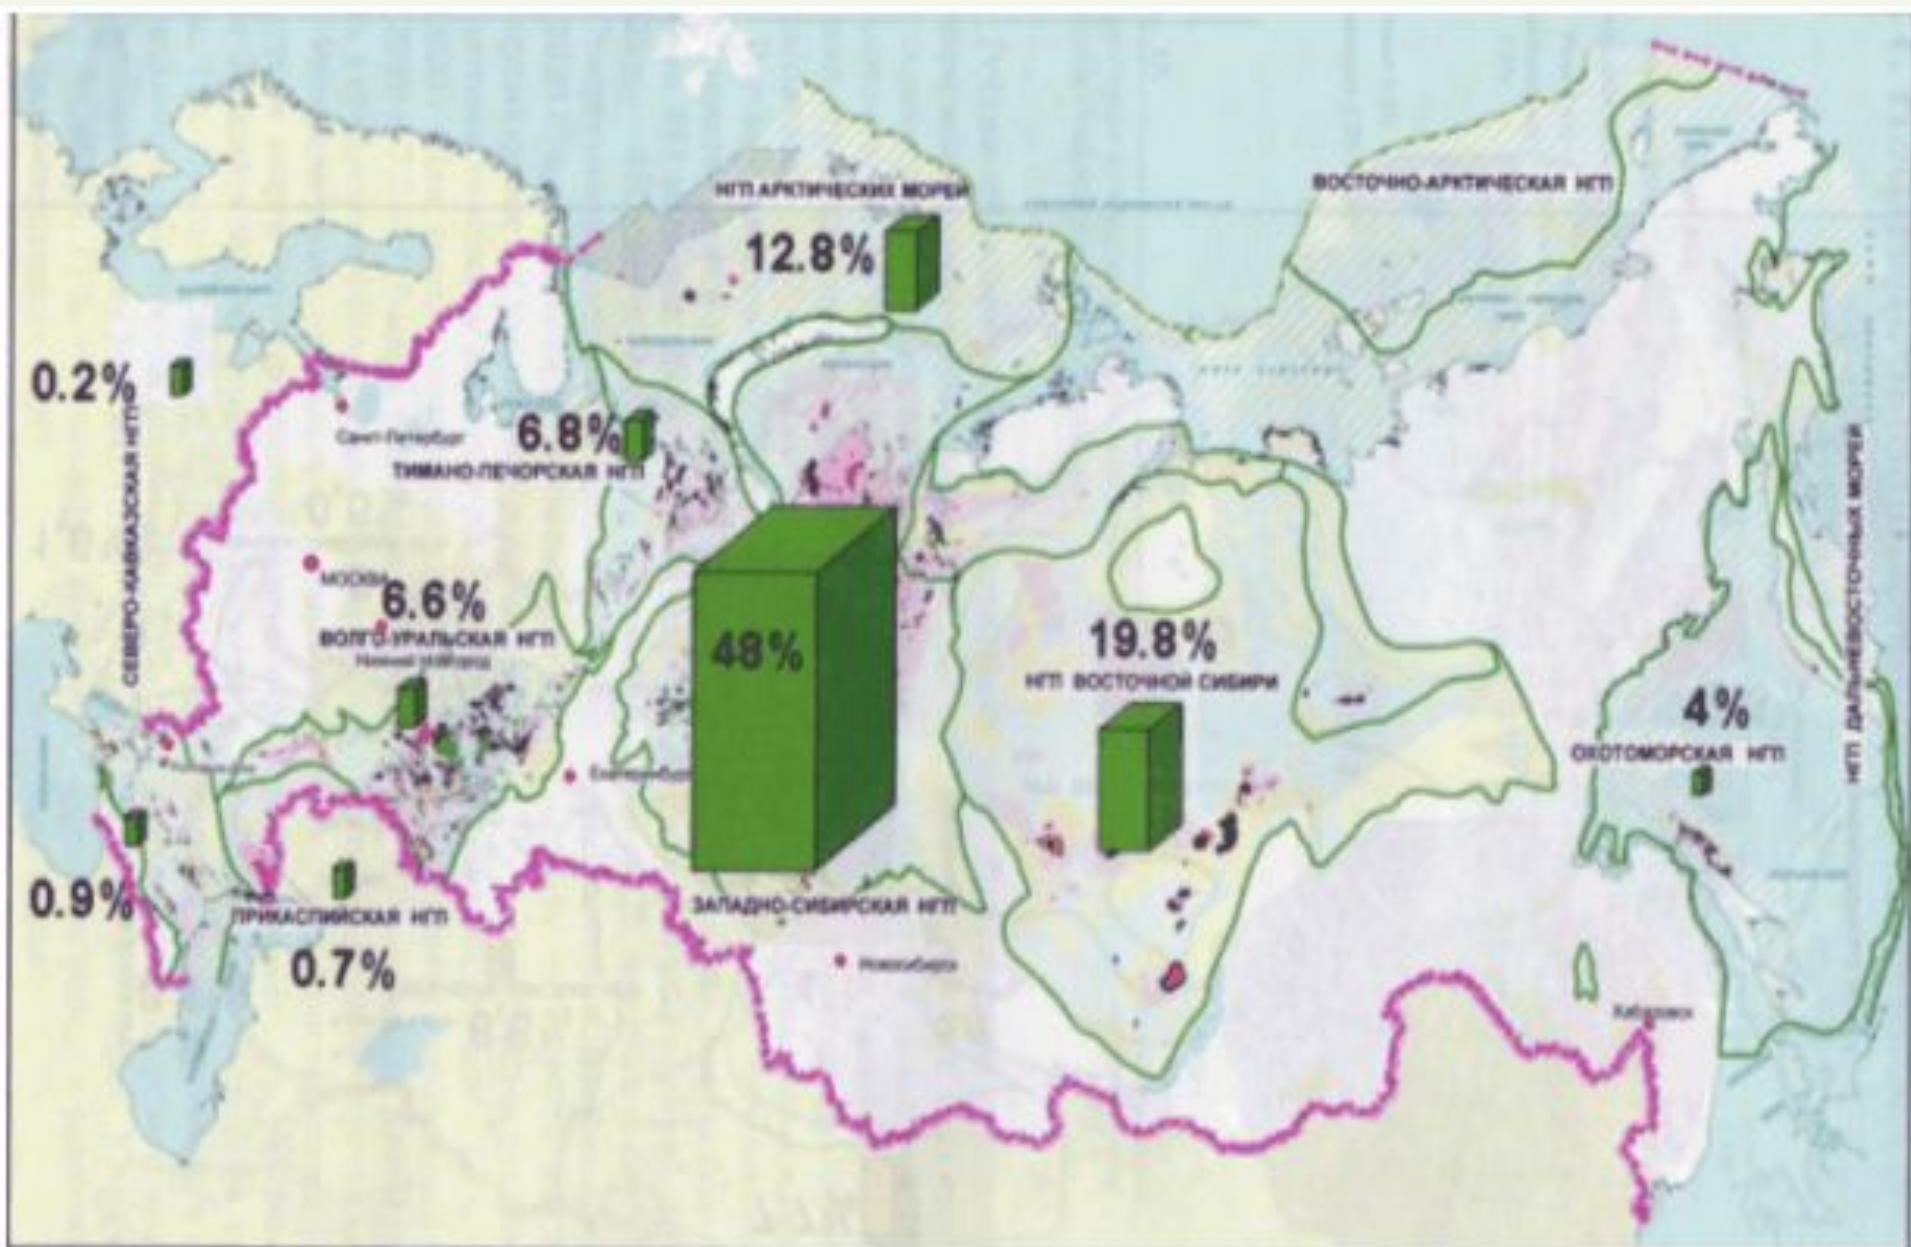 НГП АРКТИЧЕСКИХ МОРЕЙ
12.8%
ВОСТОЧНО-АРКТИЧЕСКАЯ НГП
0.2%
СЕВЕРО-КАВКАЗСКАЯ НГП
Санкт-Петербург
6.8%
ТИМАНО-ПЕЧОРСКАЯ НГП
МОСКВА
6.6%
ВОЛГО-УРАЛЬСКАЯ НГП
Нижний Новгород
48%
19.8%
НГП ВОСТОЧНОЙ СИБИРИ
4%
ОХОТОМОРСКАЯ НГП
НГП ДАЛЬНЕВОСТОЧНЫХ МОРЕЙ
Екатеринбург
0.9%
ПРИКАСПИЙСКАЯ НГП
0.7%
ЗАПАДНО-СИБИРСКАЯ НГП
Новосибирск
Хабаровск